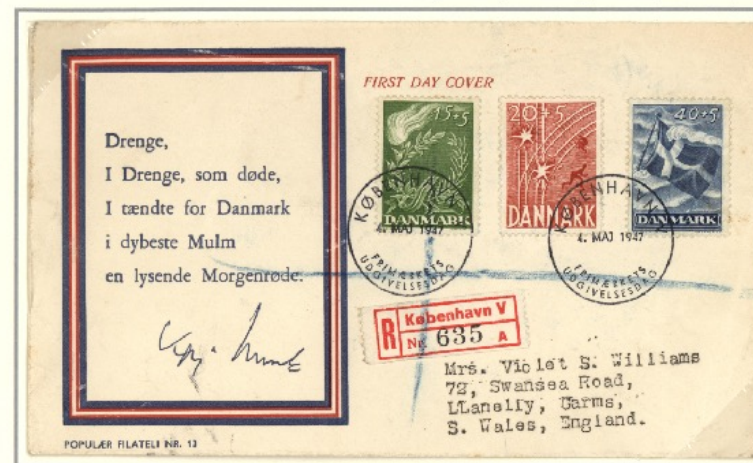 FIRST DAY COVER
Drenge,
I Drenge, som døde,
I tændte for Danmark
i dybeste Mulm
en lysende Morgenrøde.
POPULÆR FILATELI NR. 13
15+5
DANMARK
20+5
DANMARK
40+5
DANMARK
KØBENHAVN
4. MAJ 1947
FRIMÆRKETS
UDGIVELSESDAG
KØBENHAVN
4. MAJ 1947
FRIMÆRKETS
UDGIVELSESDAG
R
København V
Nr. 635 A
Mrs. Violet S. Williams
72, Swansea Road,
LLanelly, Carms,
S. Wales, England.